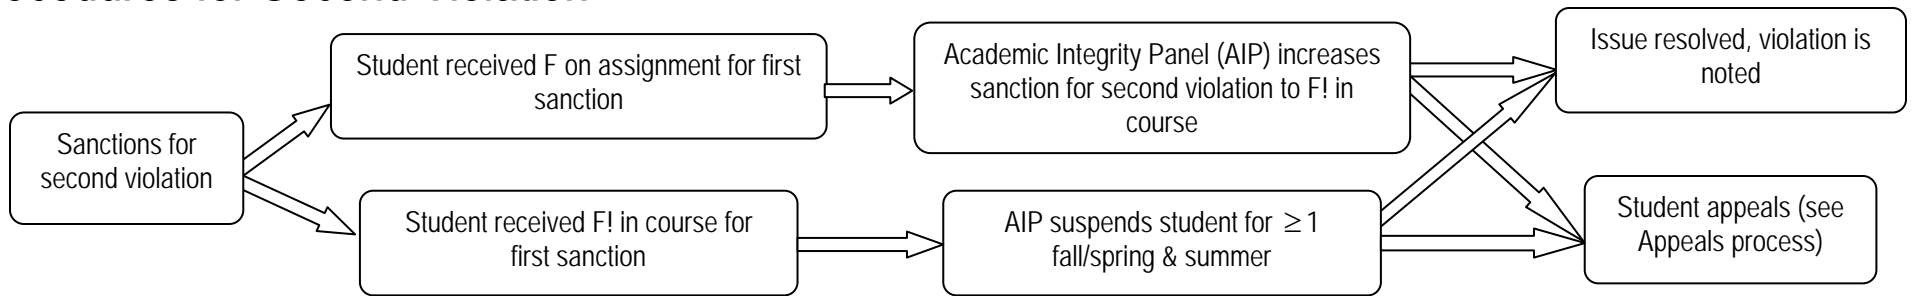 Sanctions for
second violation
Student received F on assignment for first
sanction
Academic Integrity Panel (AIP) increases
sanction for second violation to F! in
course
Issue resolved, violation is
noted
Student received F! in course for
first sanction
AIP suspends student for ≥1
fall/spring & summer
Student appeals (see
Appeals process)